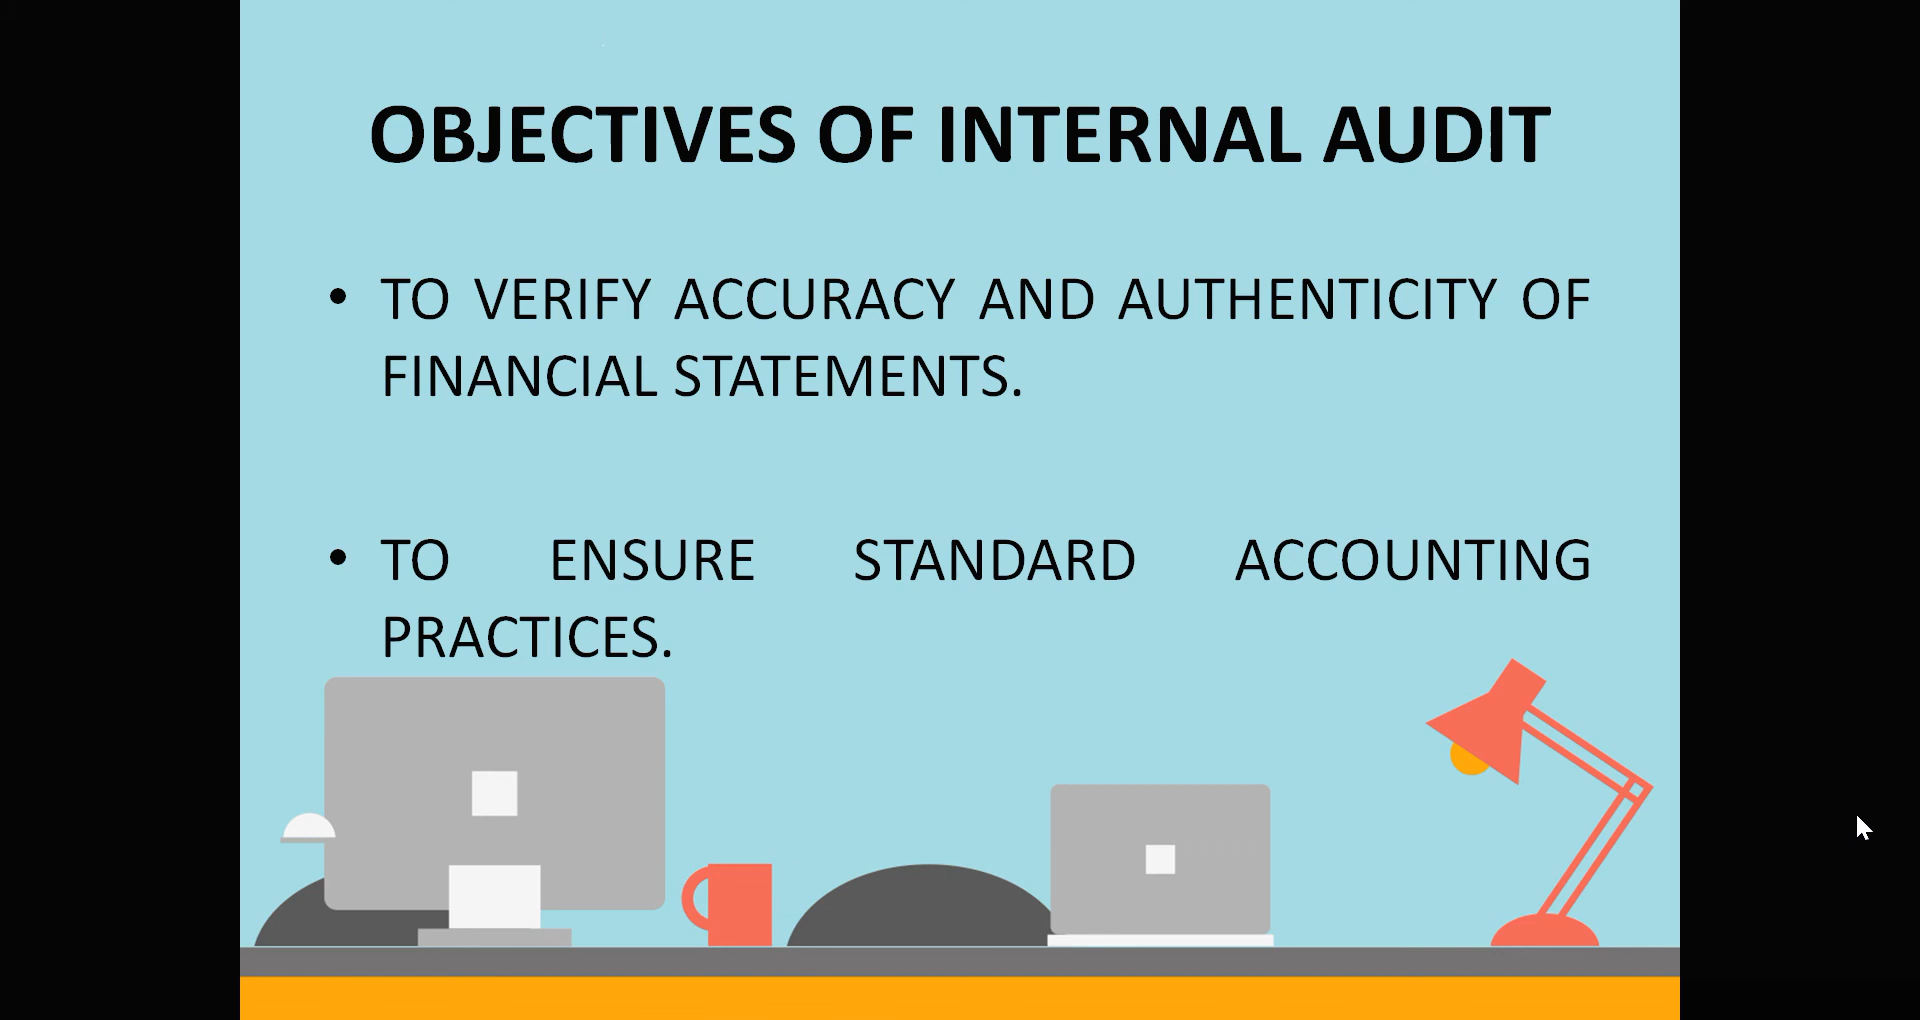 OBJECTIVES OF INTERNAL AUDIT
• TO VERIFY ACCURACY AND AUTHENTICITY OF
FINANCIAL STATEMENTS.
• TO ENSURE STANDARD ACCOUNTING
PRACTICES.